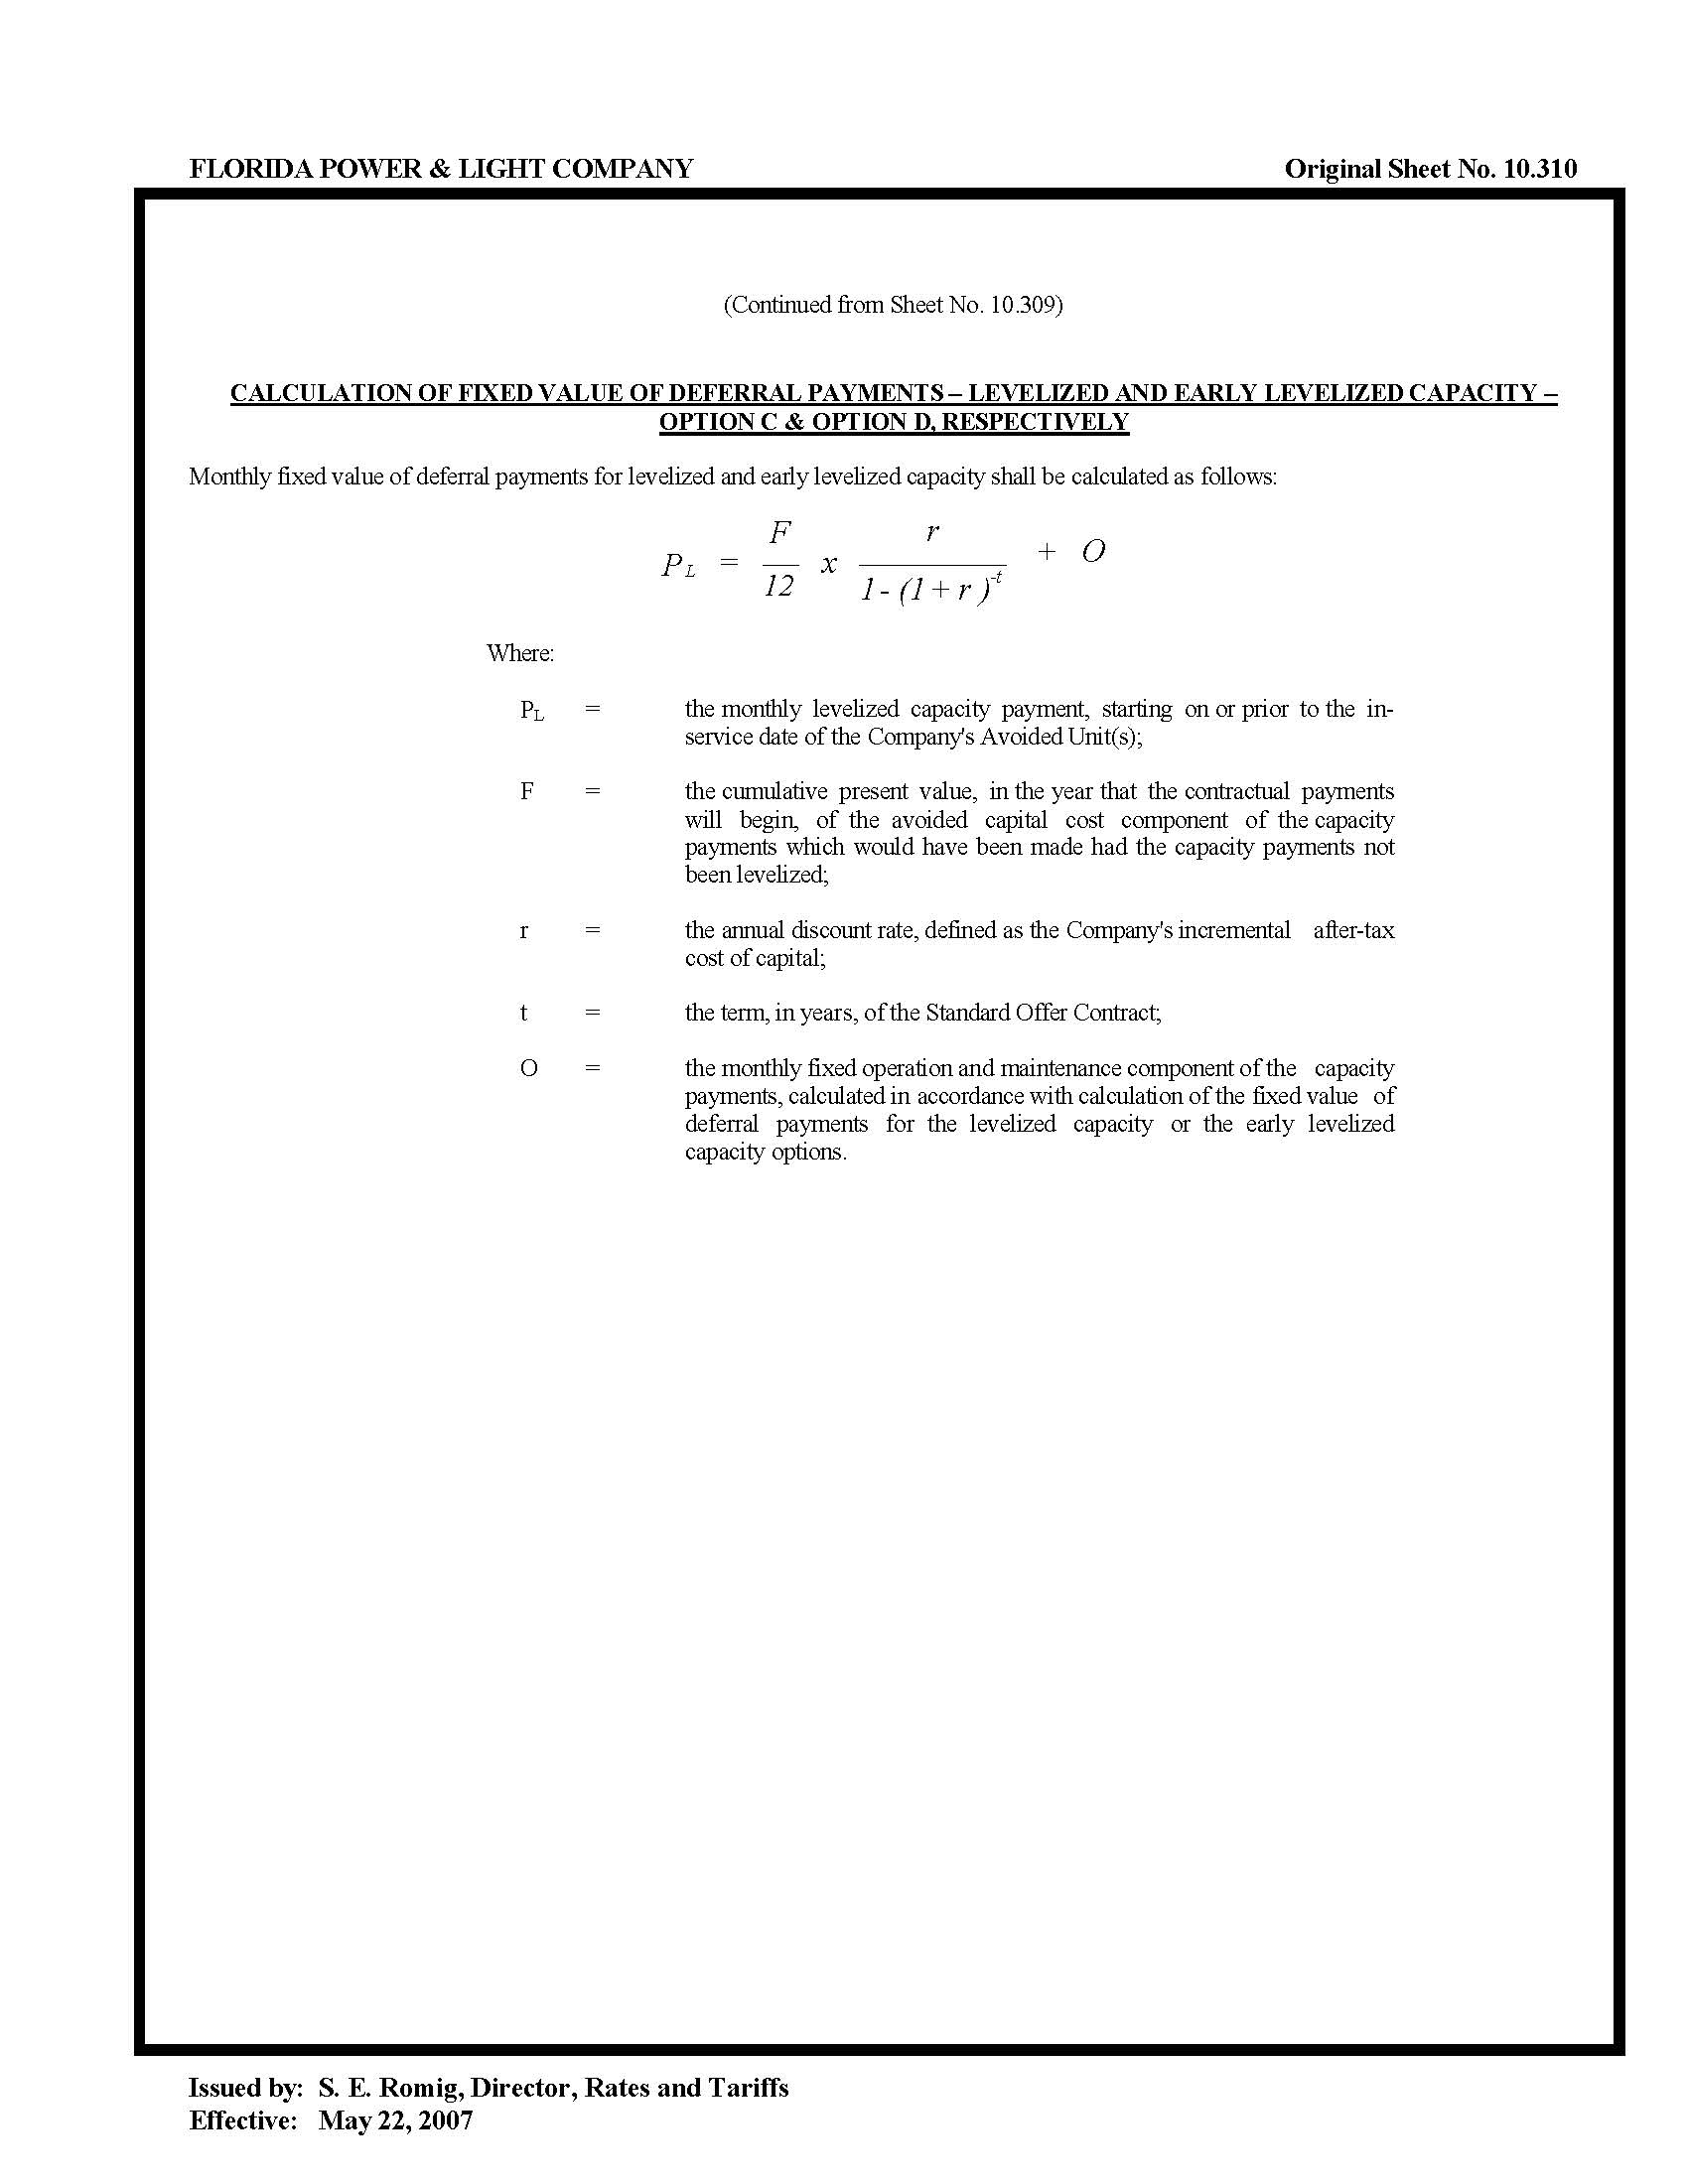 FLORIDA POWER & LIGHT COMPANY Original Sheet No. 10.310
(Continued from Sheet No. 10.309)
CALCULATION OF FIXED VALUE OF DEFERRAL PAYMENTS – LEVELIZED AND EARLY LEVELIZED CAPACITY –
OPTION C & OPTION D, RESPECTIVELY
Monthly fixed value of deferral payments for levelized and early levelized capacity shall be calculated as follows:
P_L = F/12 x r/(1 - (1 + r)^-t) + O
Where:
P_L = the monthly levelized capacity payment, starting on or prior to the in-
service date of the Company's Avoided Unit(s);
F = the cumulative present value, in the year that the contractual payments
will begin, of the avoided capital cost component of the capacity
payments which would have been made had the capacity payments not
been levelized;
r = the annual discount rate, defined as the Company's incremental after-tax
cost of capital;
t = the term, in years, of the Standard Offer Contract;
O = the monthly fixed operation and maintenance component of the capacity
payments, calculated in accordance with calculation of the fixed value of
deferral payments for the levelized capacity or the early levelized
capacity options.
Issued by: S. E. Romig, Director, Rates and Tariffs
Effective: May 22, 2007